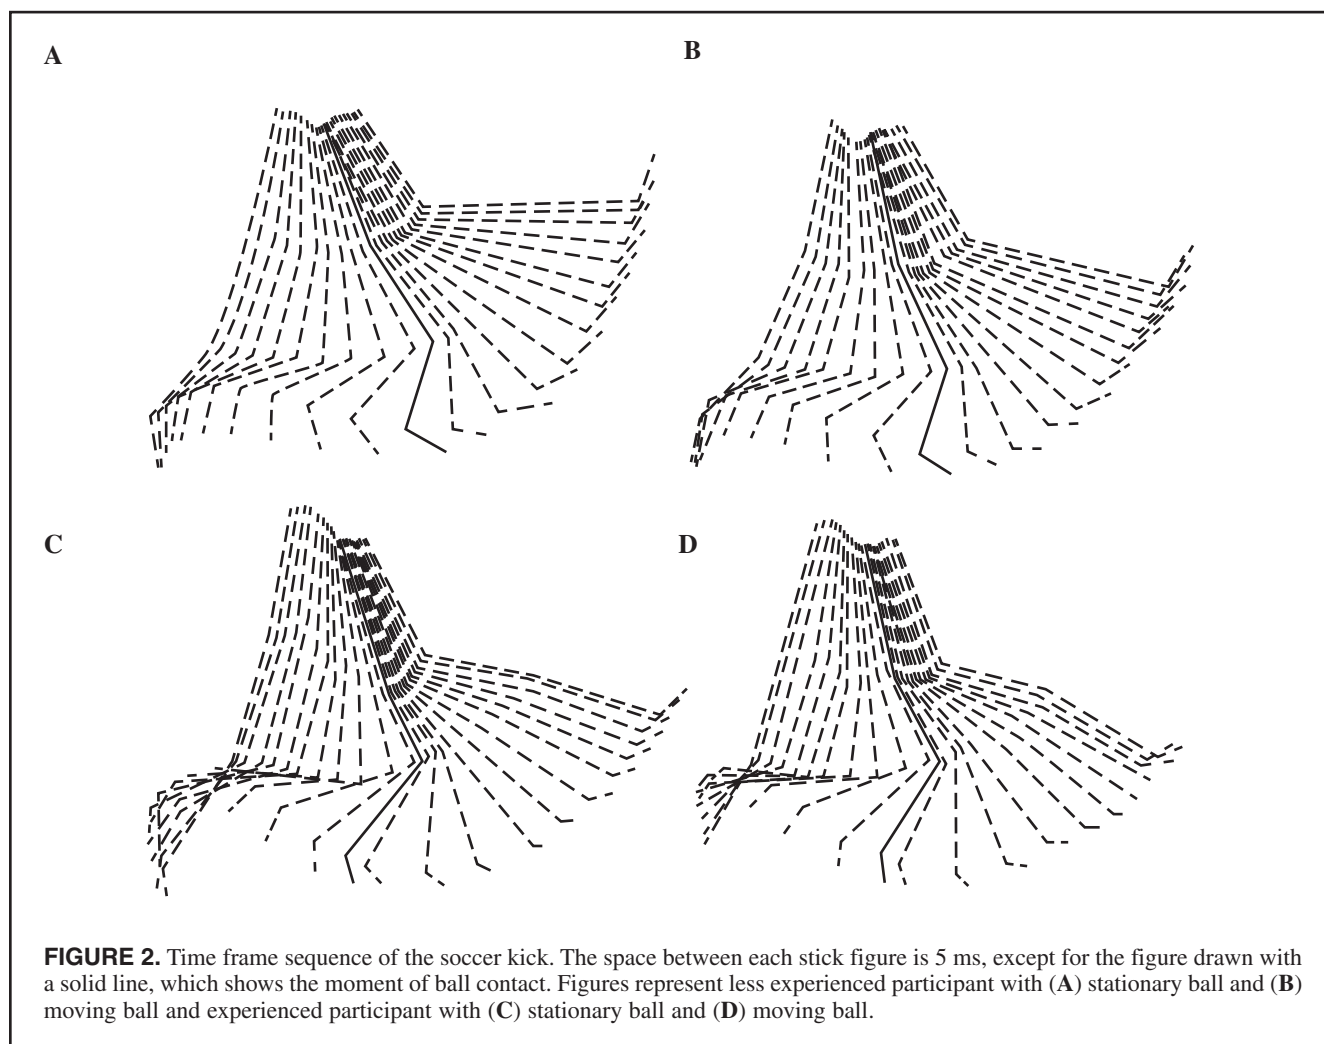 A
B
C
D
FIGURE 2. Time frame sequence of the soccer kick. The space between each stick figure is 5 ms, except for the figure drawn with
a solid line, which shows the moment of ball contact. Figures represent less experienced participant with (A) stationary ball and (B)
moving ball and experienced participant with (C) stationary ball and (D) moving ball.